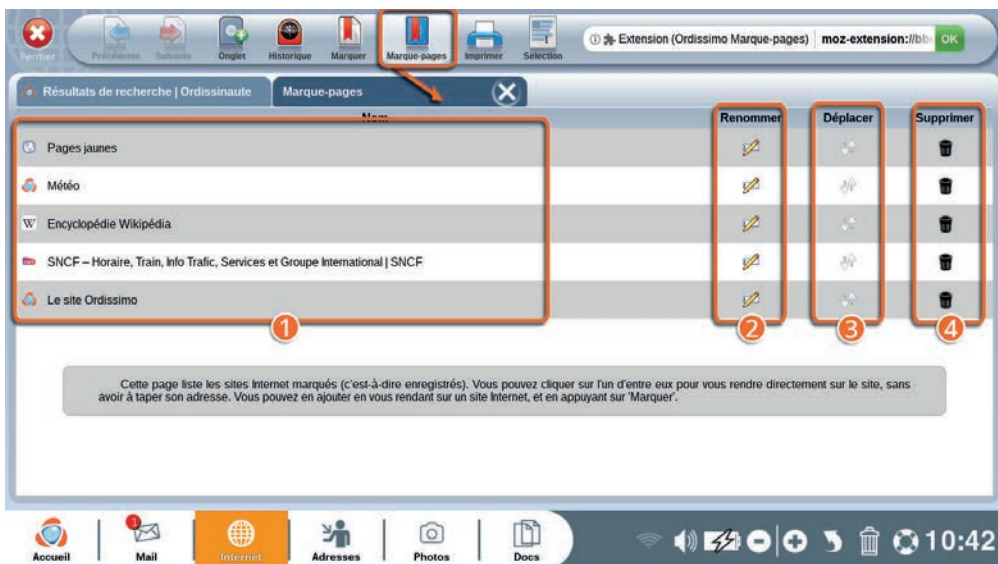 Fermer
Précédente
Suivante
Onglet
Historique
Marquer
Marque-pages
Imprimer
Sélection
Extension (Ordissimo Marque-pages) moz-extension://bb OK
Résultats de recherche | Ordissinaute
Marque-pages
Nom Renommer Déplacer Supprimer
Pages jaunes
Météo
W Encyclopédie Wikipédia
SNCF – Horaire, Train, Info Trafic, Services et Groupe International | SNCF
Le site Ordissimo
1 2 3 4
Cette page liste les sites Internet marqués (c'est-à-dire enregistrés). Vous pouvez cliquer sur l'un d'entre eux pour vous rendre directement sur le site, sans
avoir à taper son adresse. Vous pouvez en ajouter en vous rendant sur un site Internet, et en appuyant sur 'Marquer'.
1
Accueil
Mail
Internet
Adresses
Photos
Docs
10:42